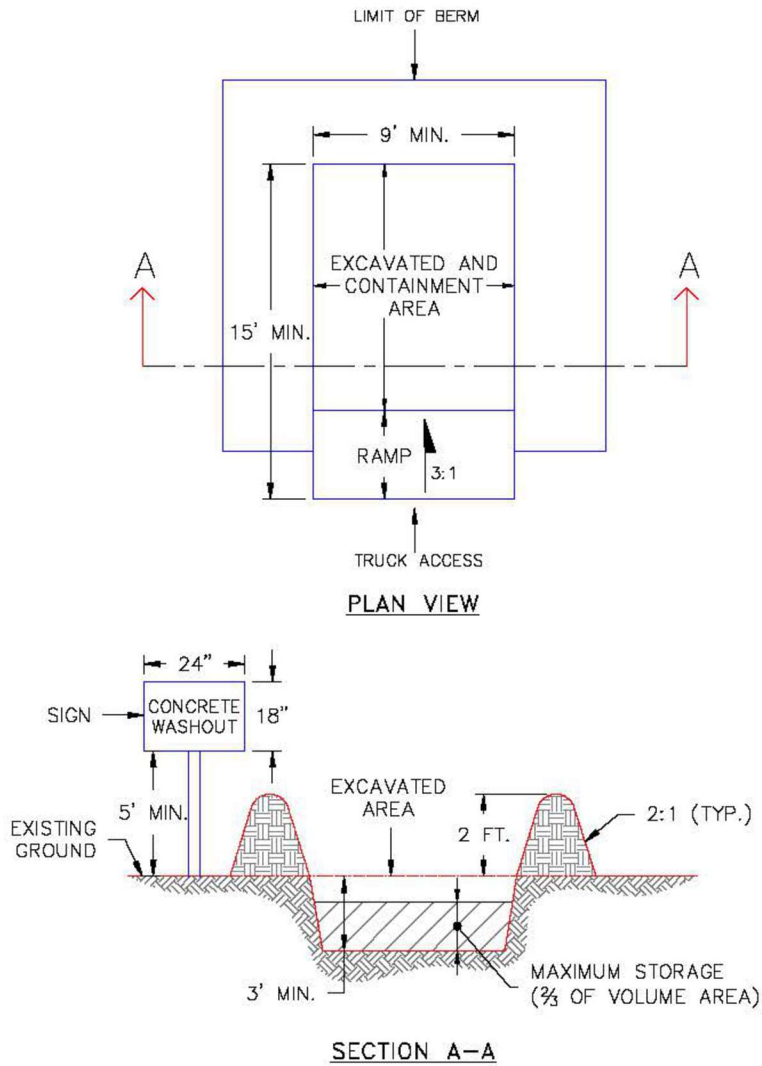 LIMIT OF BERM
9' MIN.
A
A
EXCAVATED AND
CONTAINMENT
AREA
15' MIN.
RAMP
3:1
TRUCK ACCESS
PLAN VIEW
24"
SIGN
CONCRETE
WASHOUT
18"
5' MIN.
EXCAVATED
AREA
2 FT.
2:1 (TYP.)
EXISTING
GROUND
3' MIN.
MAXIMUM STORAGE
(⅔ OF VOLUME AREA)
SECTION A-A